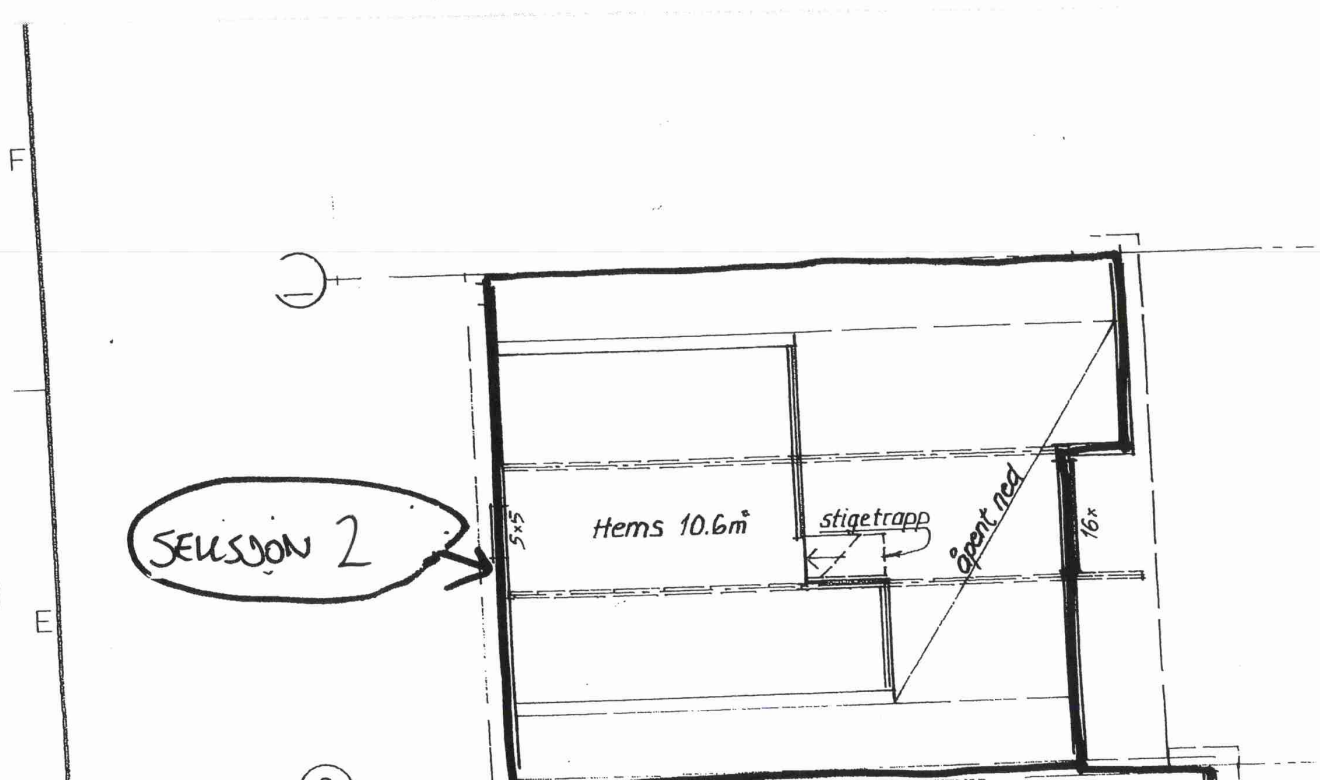 F
SEKSJON 2
5x5
Hems 10.6m²
stigetrapp
åpent ned
16x
E